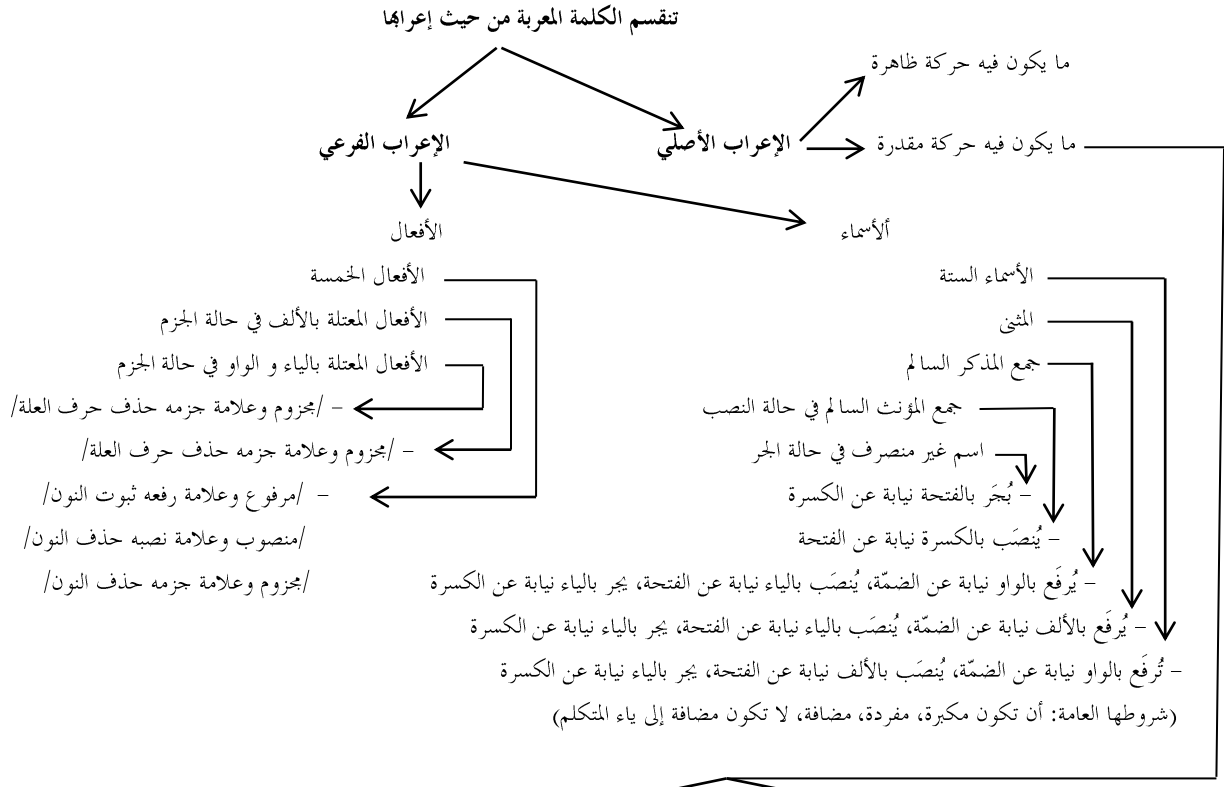 تنقسم الكلمة المعربة من حيث إعرابها
ما يكون فيه حركة ظاهرة
ما يكون فيه حركة مقدرة
الإعراب الأصلي
الإعراب الفرعي
ألأسماء
الأفعال
الأسماء الستة
الأفعال الخمسة
المثنى
الأفعال المعتلة بالألف في حالة الجزم
جمع المذكر السالم
الأفعال المعتلة بالياء و الواو في حالة الجزم
جمع المؤنث السالم في حالة النصب
– /مجزوم وعلامة جزمه حذف حرف العلة/
اسم غير منصرف في حالة الجر
– /مجزوم وعلامة جزمه حذف حرف العلة/
– يُجَر بالفتحة نيابة عن الكسرة
– /مرفوع وعلامة رفعه ثبوت النون/
– يُنصَب بالكسرة نيابة عن الفتحة
/منصوب وعلامة نصبه حذف النون/
– يُرفَع بالواو نيابة عن الضمّة، يُنصَب بالياء نيابة عن الفتحة، يجر بالياء نيابة عن الكسرة
/مجزوم وعلامة جزمه حذف النون/
– يُرفَع بالألف نيابة عن الضمّة، يُنصَب بالياء نيابة عن الفتحة، يجر بالياء نيابة عن الكسرة
– تُرفَع بالواو نيابة عن الضمّة، يُنصَب بالألف نيابة عن الفتحة، يجر بالياء نيابة عن الكسرة
(شروطها العامة: أن تكون مكبرة، مفردة، مضافة، لا تكون مضافة إلى ياء المتكلم)